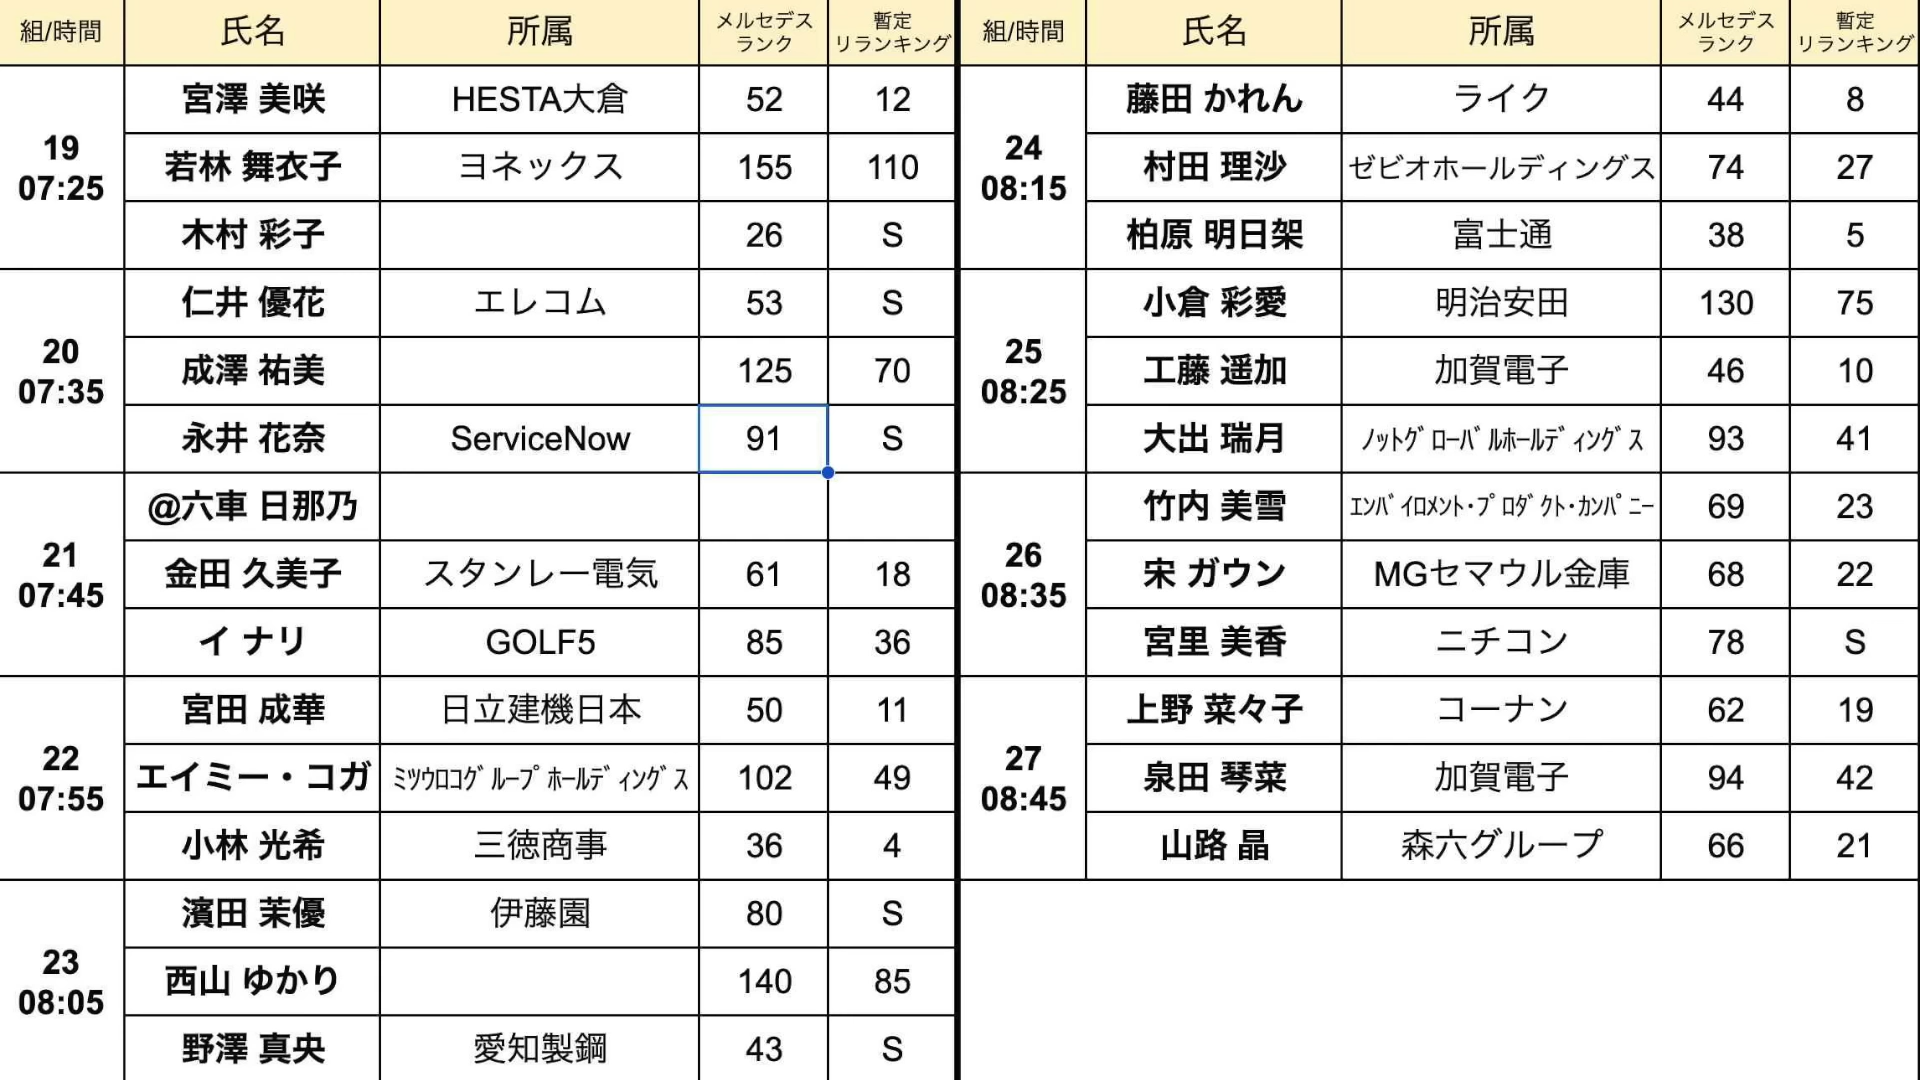 組/時間 氏名 所属 メルセデスランク 暫定リランキング
19 07:25
宮澤 美咲 HESTA大倉 52 12
若林 舞衣子 ヨネックス 155 110
木村 彩子 26 S
20 07:35
仁井 優花 エレコム 53 S
成澤 祐美 125 70
永井 花奈 ServiceNow 91 S
21 07:45
@六車 日那乃
金田 久美子 スタンレー電気 61 18
イ ナリ GOLF5 85 36
22 07:55
宮田 成華 日立建機日本 50 11
エイミー・コガ ﾐﾂｳﾛｺｸﾞﾙｰﾌﾟﾎｰﾙﾃﾞｨﾝｸﾞｽ 102 49
小林 光希 三徳商事 36 4
23 08:05
濱田 茉優 伊藤園 80 S
西山 ゆかり 140 85
野澤 真央 愛知製鋼 43 S
組/時間 氏名 所属 メルセデスランク 暫定リランキング
24 08:15
藤田 かれん ライク 44 8
村田 理沙 ゼビオホールディングス 74 27
柏原 明日架 富士通 38 5
25 08:25
小倉 彩愛 明治安田 130 75
工藤 遥加 加賀電子 46 10
大出 瑞月 ﾉｯﾄｸﾞﾛｰﾊﾞﾙﾎｰﾙﾃﾞｨﾝｸﾞｽ 93 41
26 08:35
竹内 美雪 ｴﾝﾊﾞｲﾛﾒﾝﾄ･ﾌﾟﾛﾀﾞｸﾄ･ｶﾝﾊﾟﾆｰ 69 23
宋 ガウン MGセマウル金庫 68 22
宮里 美香 ニチコン 78 S
27 08:45
上野 菜々子 コーナン 62 19
泉田 琴菜 加賀電子 94 42
山路 晶 森六グループ 66 21